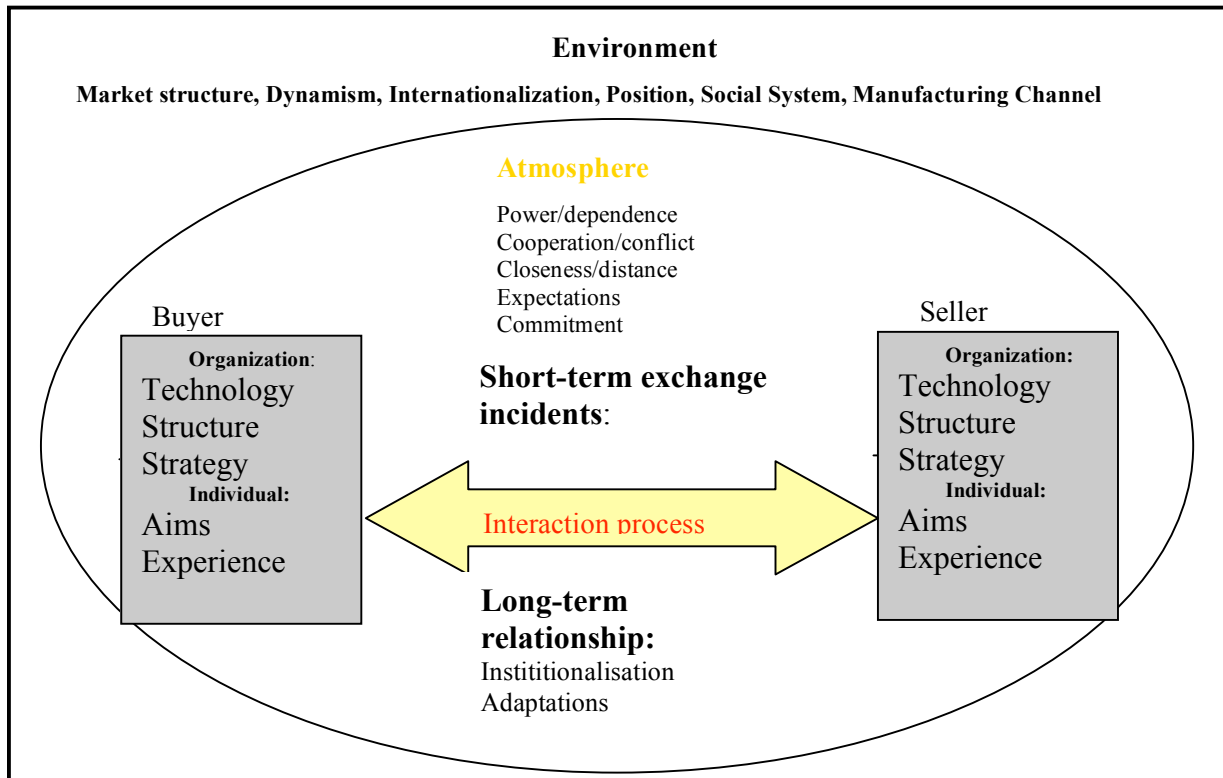 Environment
Market structure, Dynamism, Internationalization, Position, Social System, Manufacturing Channel
Atmosphere
Power/dependence
Cooperation/conflict
Closeness/distance
Expectations
Commitment
Buyer
Organization:
Technology
Structure
Strategy
Individual:
Aims
Experience
Short-term exchange
incidents:
Interaction process
Long-term
relationship:
Instititionalisation
Adaptations
Seller
Organization:
Technology
Structure
Strategy
Individual:
Aims
Experience